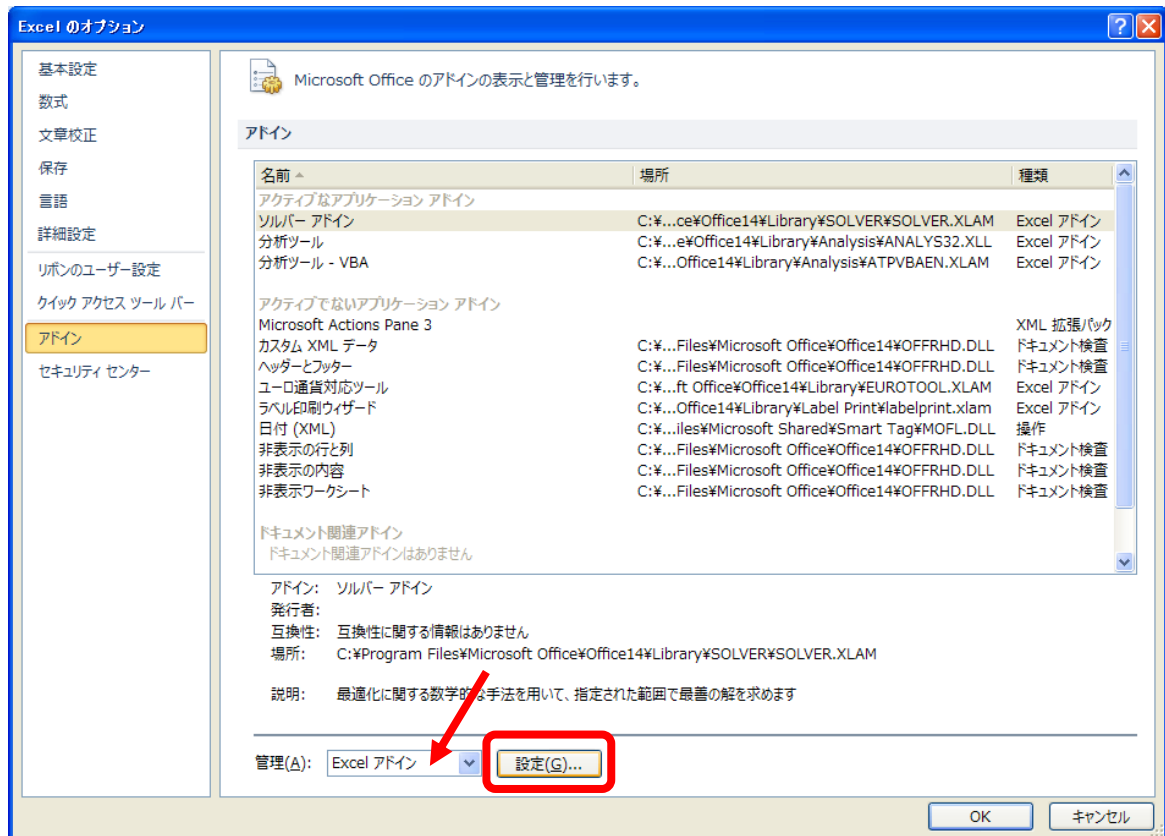 Excel のオプション
基本設定
数式
文章校正
保存
言語
詳細設定
リボンのユーザー設定
クイック アクセス ツール バー
アドイン
セキュリティ センター
Microsoft Office のアドインの表示と管理を行います。
アドイン
名前 場所 種類
アクティブなアプリケーション アドイン
ソルバー アドイン C:¥...ce¥Office14¥Library¥SOLVER¥SOLVER.XLAM Excel アドイン
分析ツール C:¥...e¥Office14¥Library¥Analysis¥ANALYS32.XLL Excel アドイン
分析ツール - VBA C:¥...Office14¥Library¥Analysis¥ATPVBAEN.XLAM Excel アドイン
アクティブでないアプリケーション アドイン
Microsoft Actions Pane 3 XML 拡張パック
カスタム XML データ C:¥...Files¥Microsoft Office¥Office14¥OFFRHD.DLL ドキュメント検査
ヘッダーとフッター C:¥...Files¥Microsoft Office¥Office14¥OFFRHD.DLL ドキュメント検査
ユーロ通貨対応ツール C:¥...ft Office¥Office14¥Library¥EUROTOOL.XLAM Excel アドイン
ラベル印刷ウィザード C:¥...Office14¥Library¥Label Print¥labelprint.xlam Excel アドイン
日付 (XML) C:¥...iles¥Microsoft Shared¥Smart Tag¥MOFL.DLL 操作
非表示の行と列 C:¥...Files¥Microsoft Office¥Office14¥OFFRHD.DLL ドキュメント検査
非表示の内容 C:¥...Files¥Microsoft Office¥Office14¥OFFRHD.DLL ドキュメント検査
非表示ワークシート C:¥...Files¥Microsoft Office¥Office14¥OFFRHD.DLL ドキュメント検査
ドキュメント関連アドイン
ドキュメント関連アドインはありません
アドイン: ソルバー アドイン
発行者:
互換性: 互換性に関する情報はありません
場所: C:¥Program Files¥Microsoft Office¥Office14¥Library¥SOLVER¥SOLVER.XLAM
説明: 最適化に関する数学的な手法を用いて、指定された範囲で最善の解を求めます
管理(A): Excel アドイン 設定(G)...
OK キャンセル